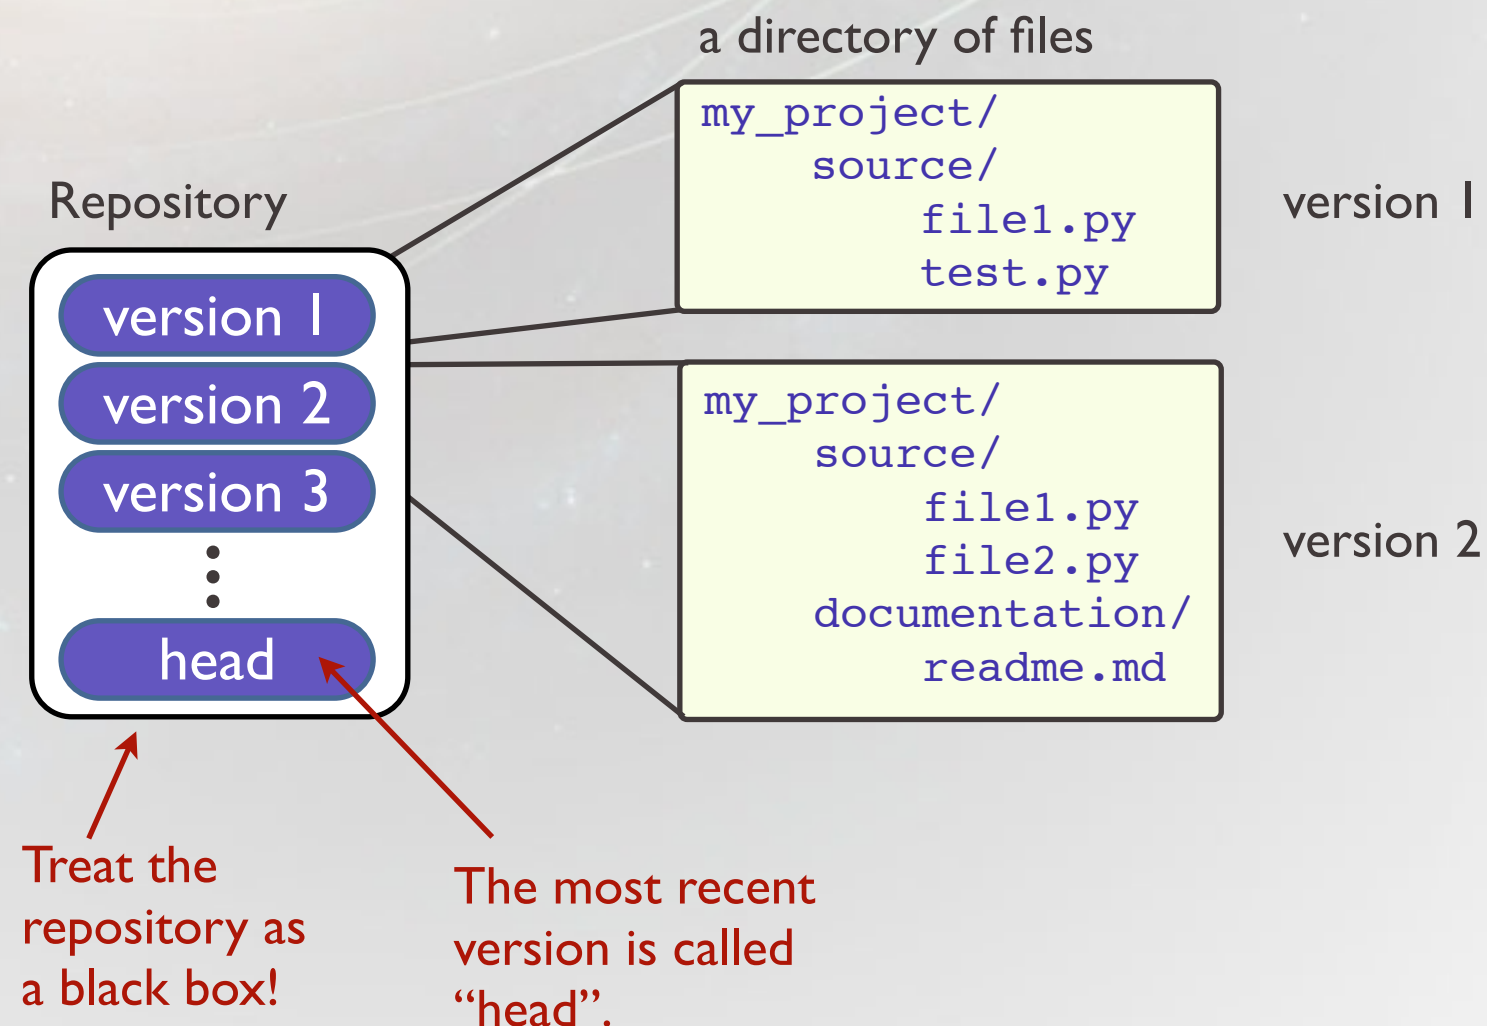 a directory of files
my_project/
source/
file1.py
test.py
version 1
Repository
version 1
version 2
version 3
head
my_project/
source/
file1.py
file2.py
documentation/
readme.md
version 2
Treat the
repository as
a black box!
The most recent
version is called
“head”.